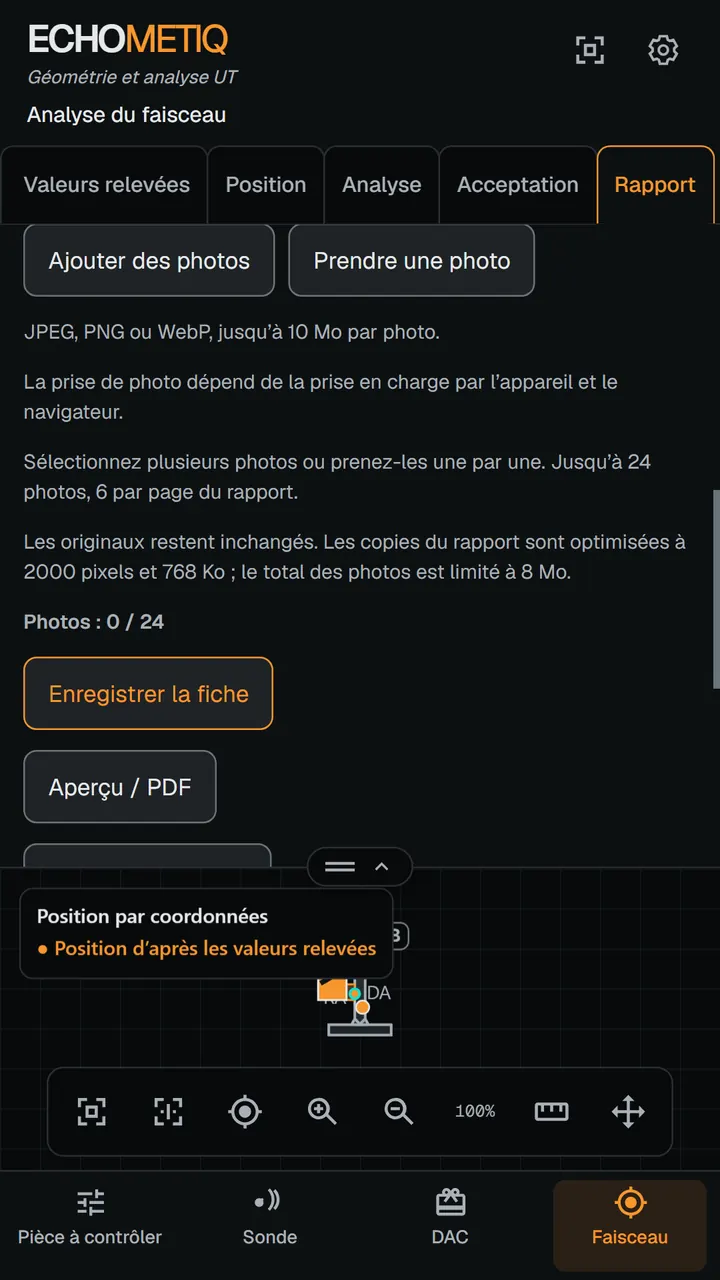 ECHOMETIQ
Géométrie et analyse UT
Analyse du faisceau
Valeurs relevées
Position
Analyse
Acceptation
Rapport
Ajouter des photos
Prendre une photo
JPEG, PNG ou WebP, jusqu’à 10 Mo par photo.
La prise de photo dépend de la prise en charge par l’appareil et le
navigateur.
Sélectionnez plusieurs photos ou prenez-les une par une. Jusqu’à 24
photos, 6 par page du rapport.
Les originaux restent inchangés. Les copies du rapport sont optimisées à
2000 pixels et 768 Ko ; le total des photos est limité à 8 Mo.
Photos : 0 / 24
Enregistrer la fiche
Aperçu / PDF
Position par coordonnées
● Position d’après les valeurs relevées
DA
100%
Pièce à contrôler
Sonde
DAC
Faisceau